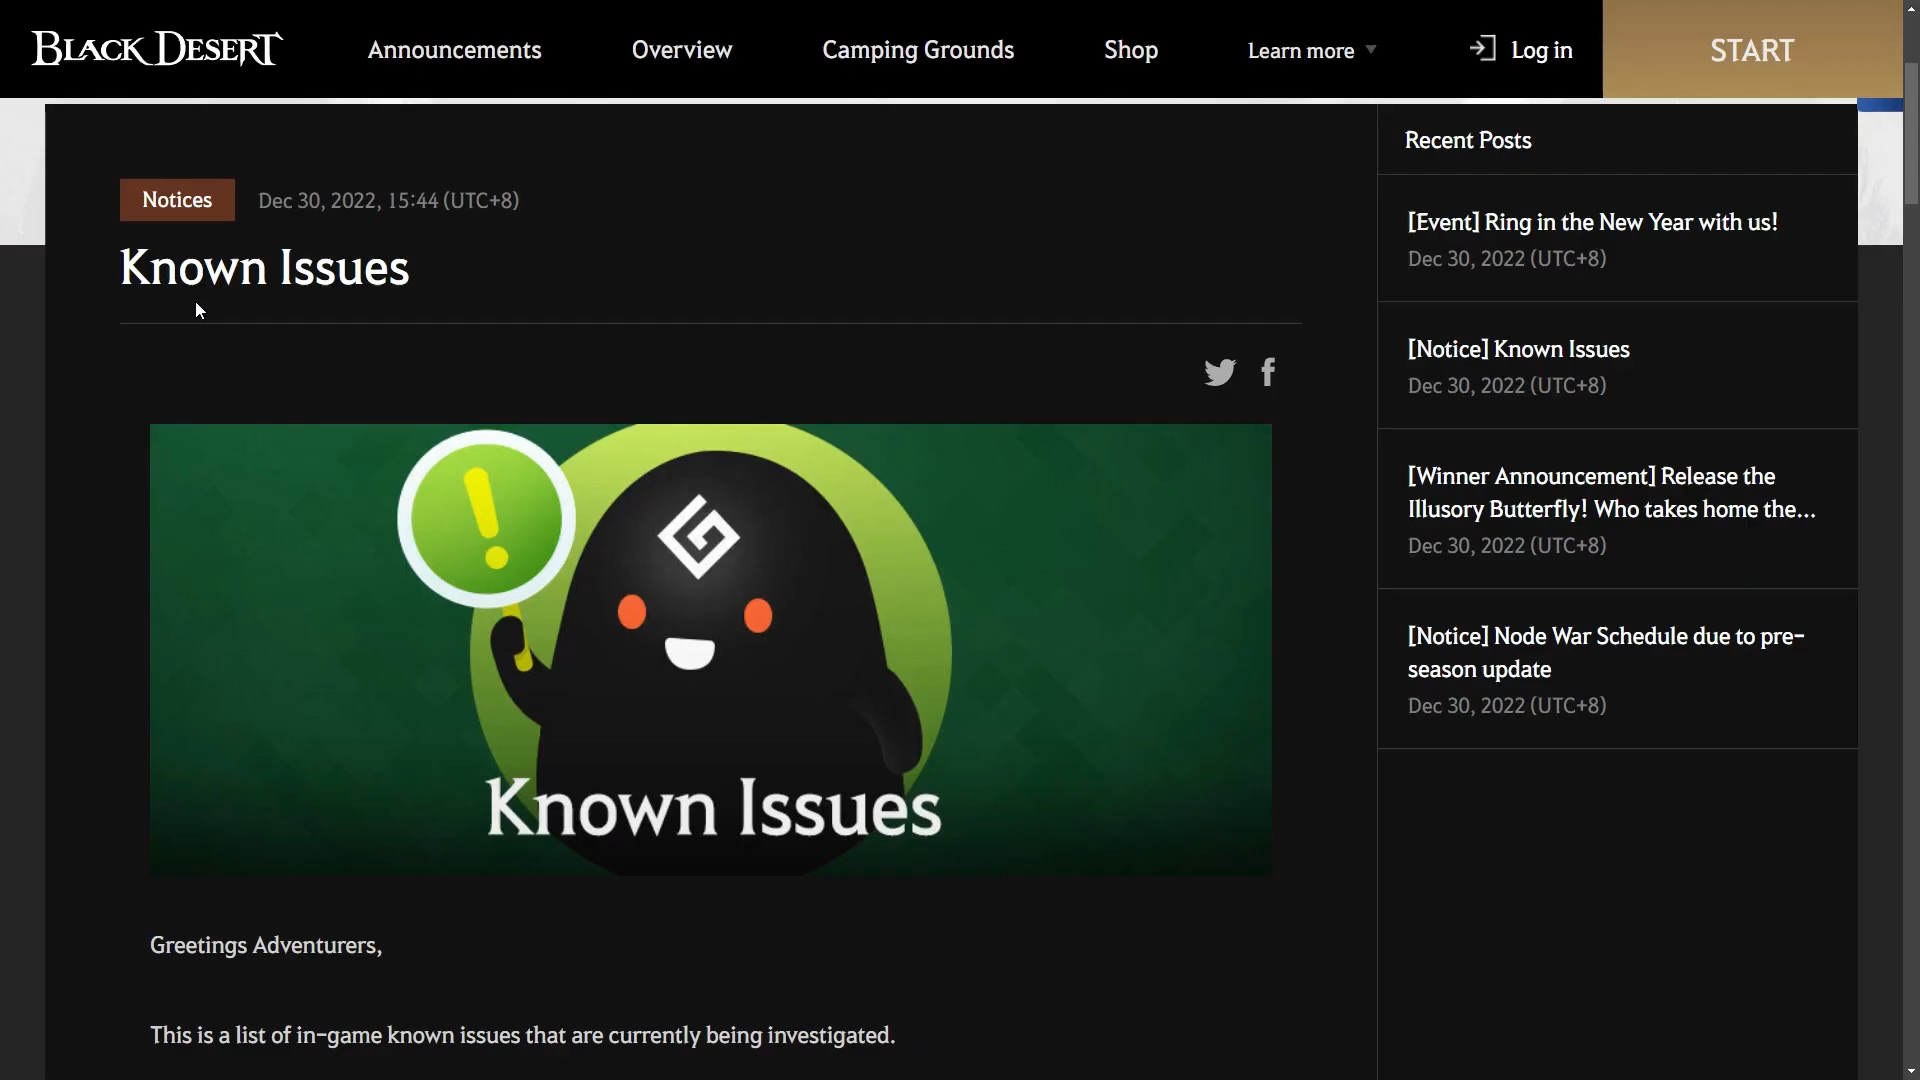 BLACK DESERT
Announcements
Overview
Camping Grounds
Shop
Learn more
Log in
START
Notices
Dec 30, 2022, 15:44 (UTC+8)
Known Issues
Known Issues
Greetings Adventurers,
This is a list of in-game known issues that are currently being investigated.
Recent Posts
[Event] Ring in the New Year with us!
Dec 30, 2022 (UTC+8)
[Notice] Known Issues
Dec 30, 2022 (UTC+8)
[Winner Announcement] Release the
Illusory Butterfly! Who takes home the...
Dec 30, 2022 (UTC+8)
[Notice] Node War Schedule due to pre-
season update
Dec 30, 2022 (UTC+8)